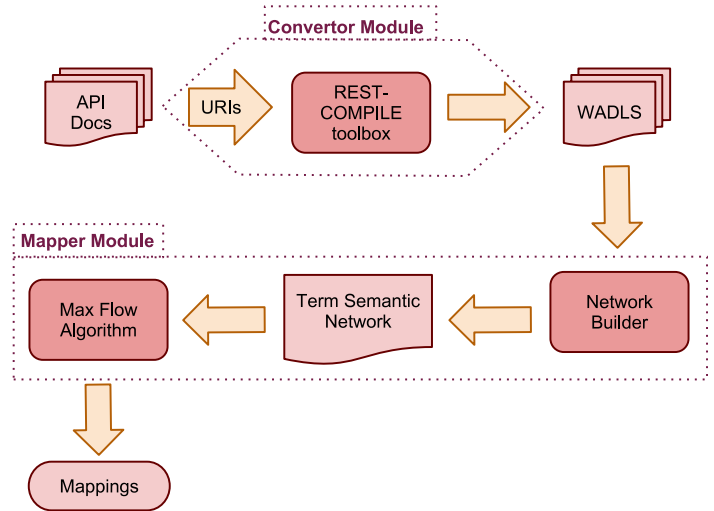 Convertor Module
API
Docs
URIs
REST-
COMPILE
toolbox
WADLS
Mapper Module
Max Flow
Algorithm
Term Semantic
Network
Network
Builder
Mappings